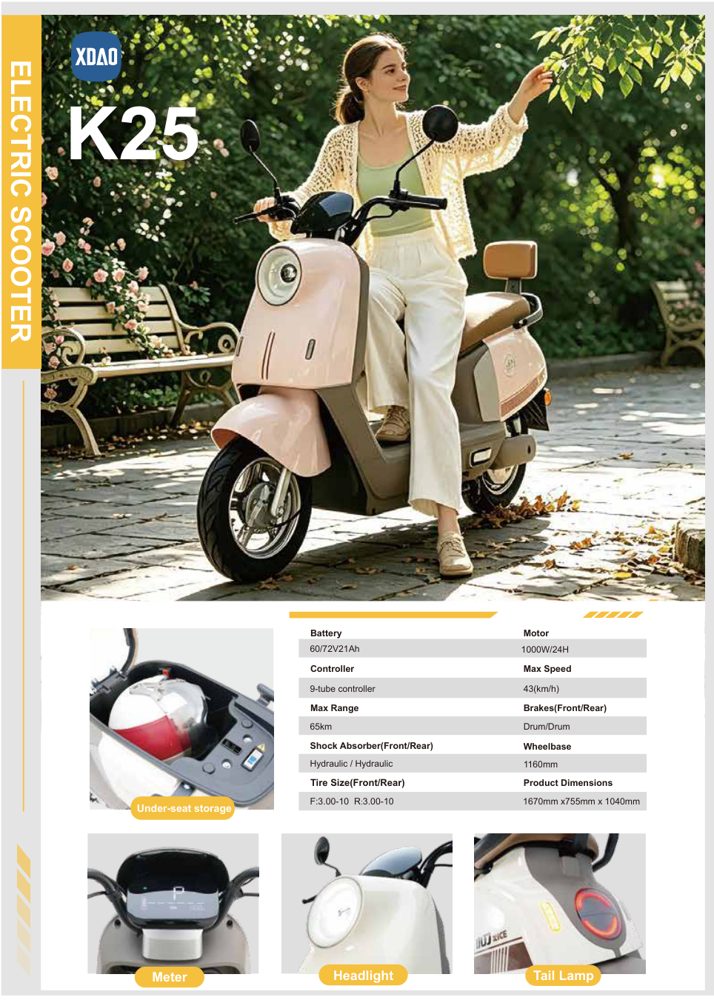 ELECTRIC SCOOTER
XDAO
K25
Battery
Motor
60/72V21Ah
1000W/24H
Controller
Max Speed
9-tube controller
43(km/h)
Max Range
Brakes(Front/Rear)
65km
Drum/Drum
Shock Absorber(Front/Rear)
Wheelbase
Hydraulic / Hydraulic
1160mm
Tire Size(Front/Rear)
Product Dimensions
F:3.00-10 R:3.00-10
1670mm x755mm x 1040mm
Under-seat storage
P
Meter
Headlight
Tail Lamp